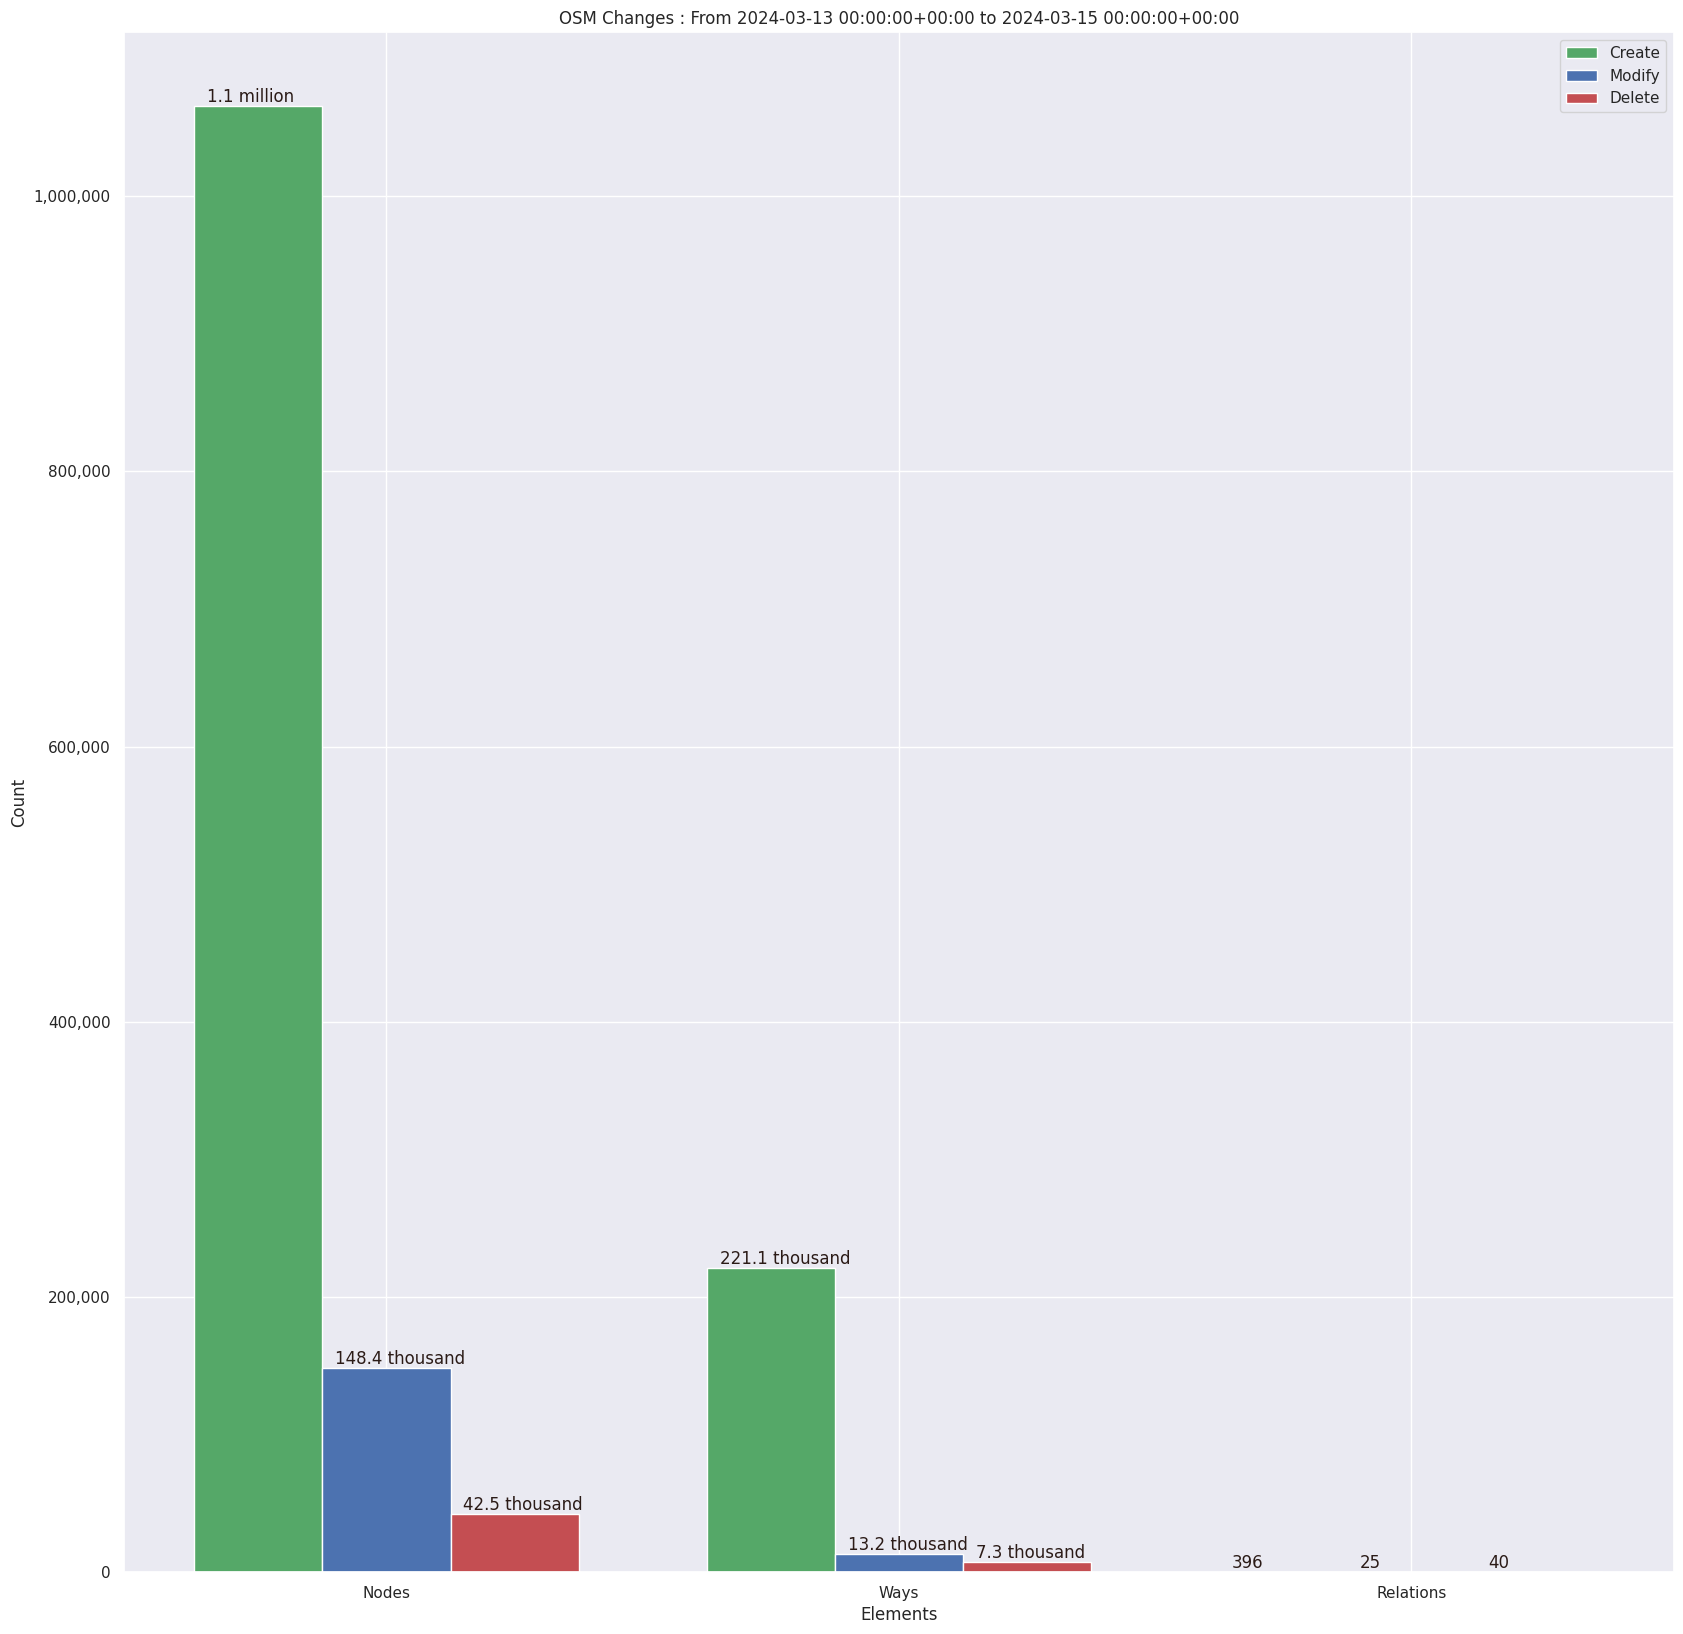 OSM Changes : From 2024-03-13 00:00:00+00:00 to 2024-03-15 00:00:00+00:00
Create
Modify
Delete
1.1 million
1,000,000
800,000
600,000
Count
400,000
221.1 thousand
200,000
148.4 thousand
42.5 thousand
13.2 thousand
7.3 thousand
396
25
40
0
Nodes
Ways
Relations
Elements